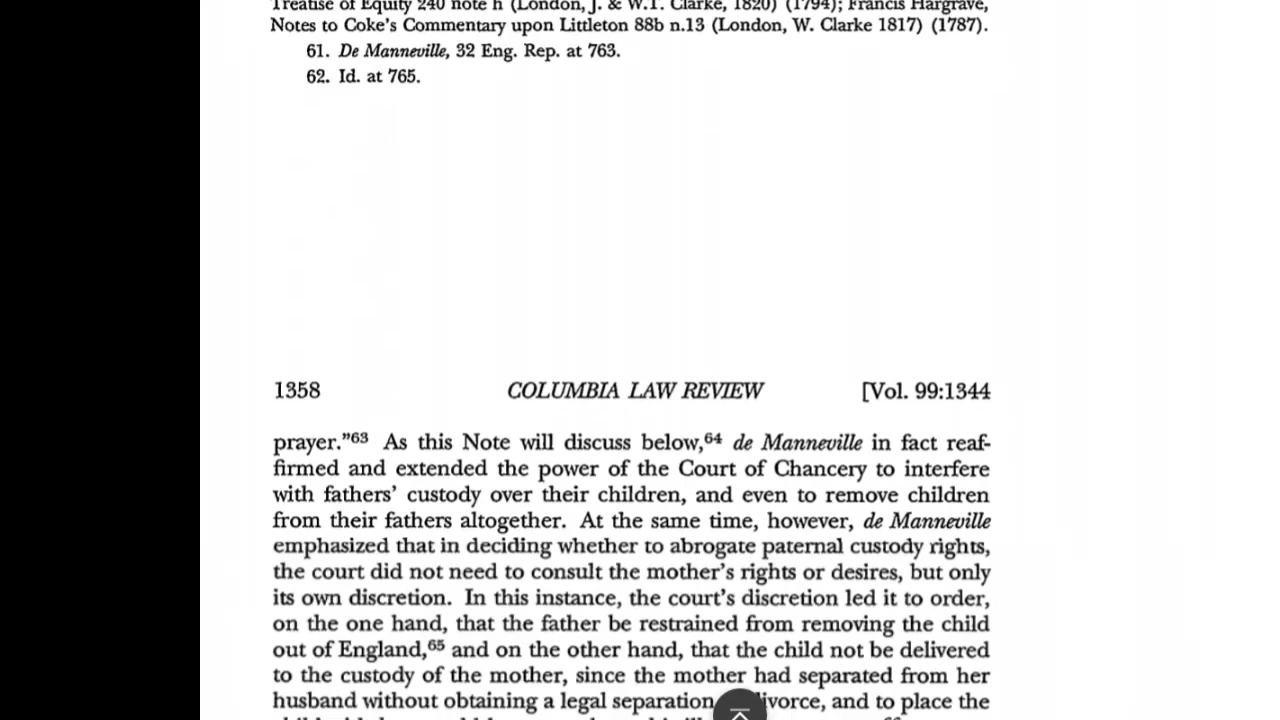 Treatise of Equity 240 note h (London, J. & W.T. Clarke, 1820) (1794); Francis Hargrave,
Notes to Coke's Commentary upon Littleton 88b n.13 (London, W. Clarke 1817) (1787).
61. De Manneville, 32 Eng. Rep. at 763.
62. Id. at 765.
1358 COLUMBIA LAW REVIEW [Vol. 99:1344
prayer."63 As this Note will discuss below,64 de Manneville in fact reaf-
firmed and extended the power of the Court of Chancery to interfere
with fathers' custody over their children, and even to remove children
from their fathers altogether. At the same time, however, de Manneville
emphasized that in deciding whether to abrogate paternal custody rights,
the court did not need to consult the mother's rights or desires, but only
its own discretion. In this instance, the court's discretion led it to order,
on the one hand, that the father be restrained from removing the child
out of England,65 and on the other hand, that the child not be delivered
to the custody of the mother, since the mother had separated from her
husband without obtaining a legal separation ivorce, and to place the